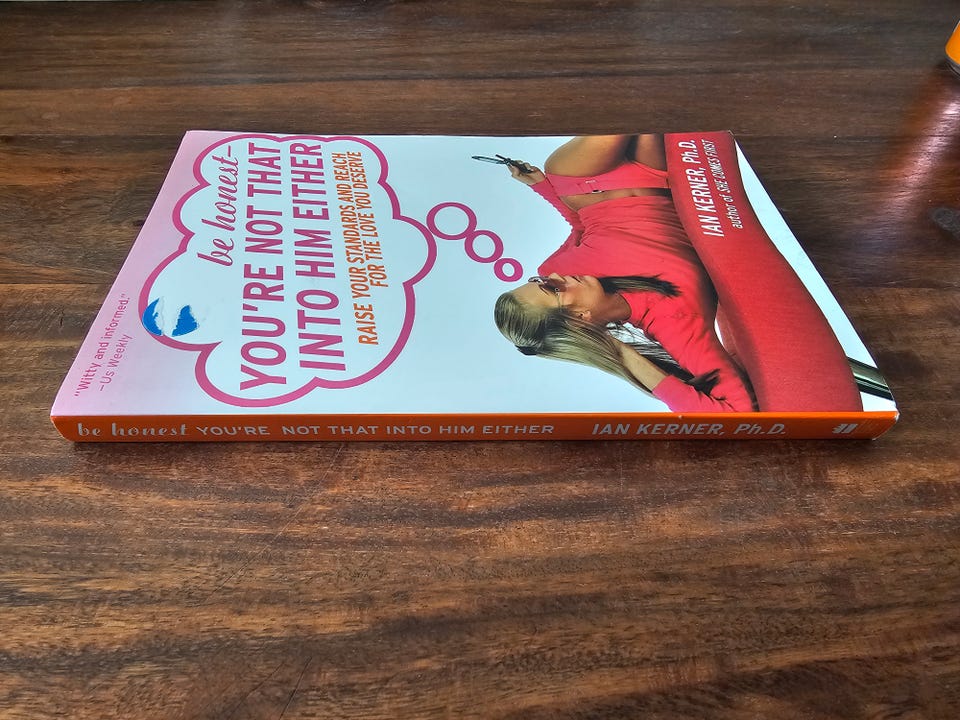 "Witty and informed."
—Us Weekly
be honest—
YOU'RE NOT THAT
INTO HIM EITHER
RAISE YOUR STANDARDS AND REACH
FOR THE LOVE YOU DESERVE
IAN KERNER, Ph.D.
author of SHE COMES FIRST
be honest YOU'RE NOT THAT INTO HIM EITHER IAN KERNER, Ph.D.